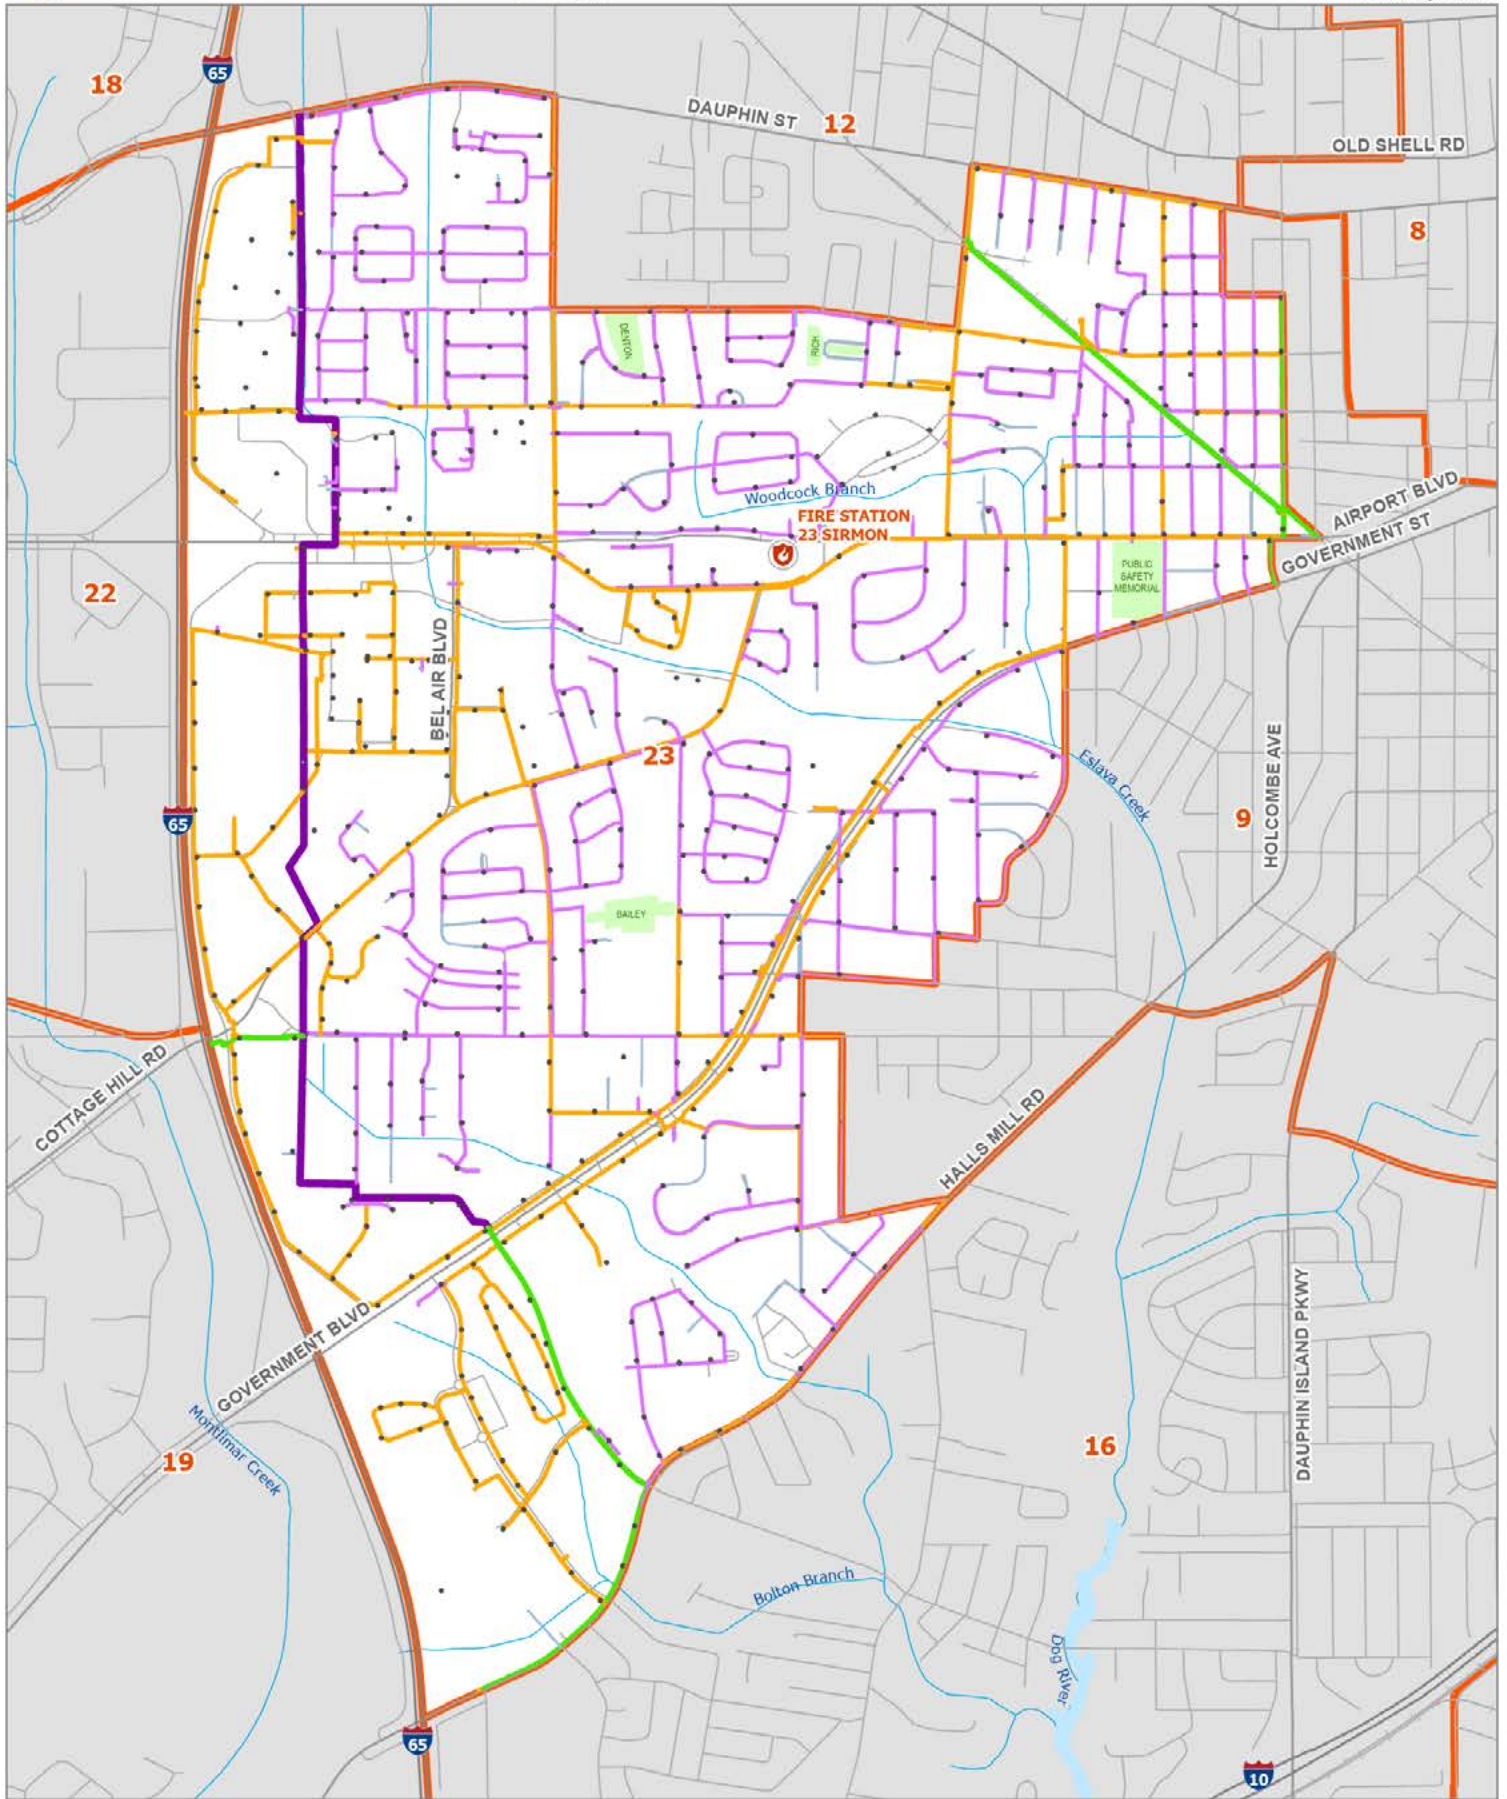 65
18
DAUPHIN ST
12
OLD SHELL RD
8
DENTON
RICH
Woodcock Branch
AIRPORT BLVD
FIRE STATION
23 SIRMON
GOVERNMENT ST
22
PUBLIC
SAFETY
MEMORIAL
BEL AIR BLVD
23
Eslava Creek
HOLCOMBE AVE
65
9
BAILEY
COTTAGE HILL RD
HALLS MILL RD
GOVERNMENT BLVD
DAUPHIN ISLAND PKWY
Montlimar Creek
19
16
Bolton Branch
Dog River
65
10